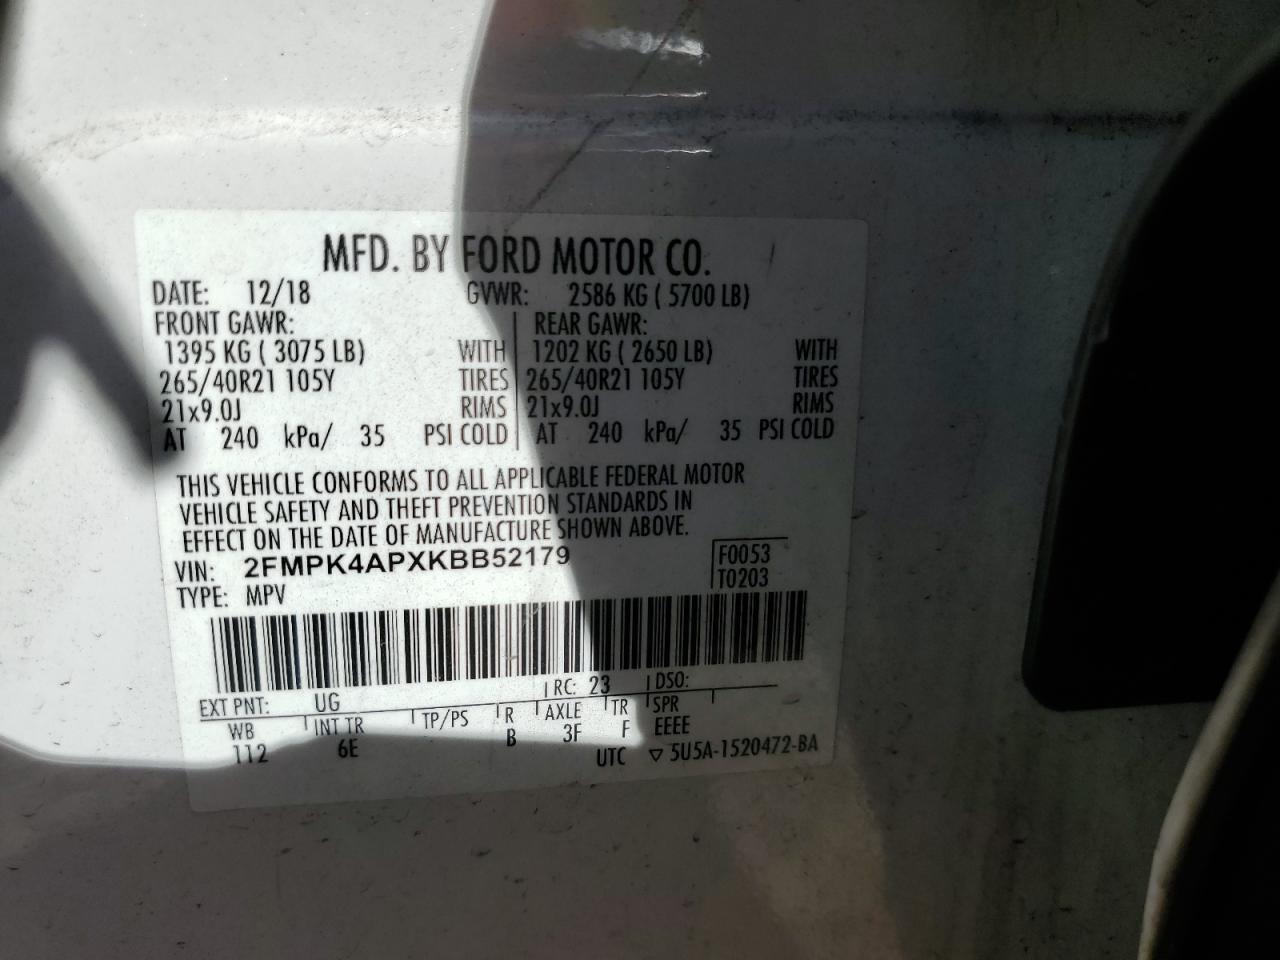 MFD. BY FORD MOTOR CO.
DATE: 12/18 GVWR: 2586 KG ( 5700 LB)
FRONT GAWR: REAR GAWR:
1395 KG ( 3075 LB) WITH 1202 KG ( 2650 LB) WITH
265/40R21 105Y TIRES 265/40R21 105Y TIRES
21x9.0J RIMS 21x9.0J RIMS
AT 240 kPa/ 35 PSI COLD AT 240 kPa/ 35 PSI COLD
THIS VEHICLE CONFORMS TO ALL APPLICABLE FEDERAL MOTOR
VEHICLE SAFETY AND THEFT PREVENTION STANDARDS IN
EFFECT ON THE DATE OF MANUFACTURE SHOWN ABOVE.
VIN: 2FMPK4APXKBB52179 F0053
TYPE: MPV T0203
EXT PNT: UG RC: 23 DSO:
WB INT TR TP/PS R AXLE TR SPR
112 6E B 3F F EEEE
UTC ▽ 5U5A-1520472-BA